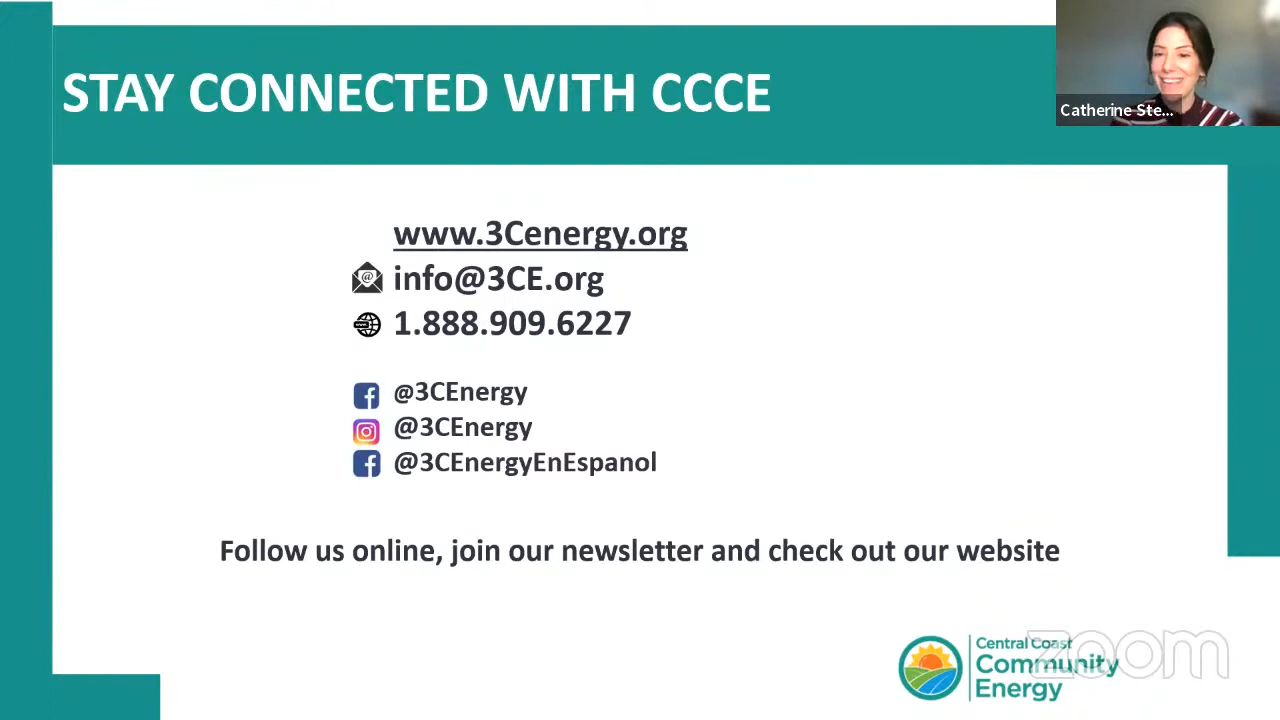 STAY CONNECTED WITH CCCE
Catherine Ste...
www.3Cenergy.org
info@3CE.org
1.888.909.6227
@3CEnergy
@3CEnergy
@3CEnergyEnEspanol
Follow us online, join our newsletter and check out our website
Central Coast
Community
Energy
zoom